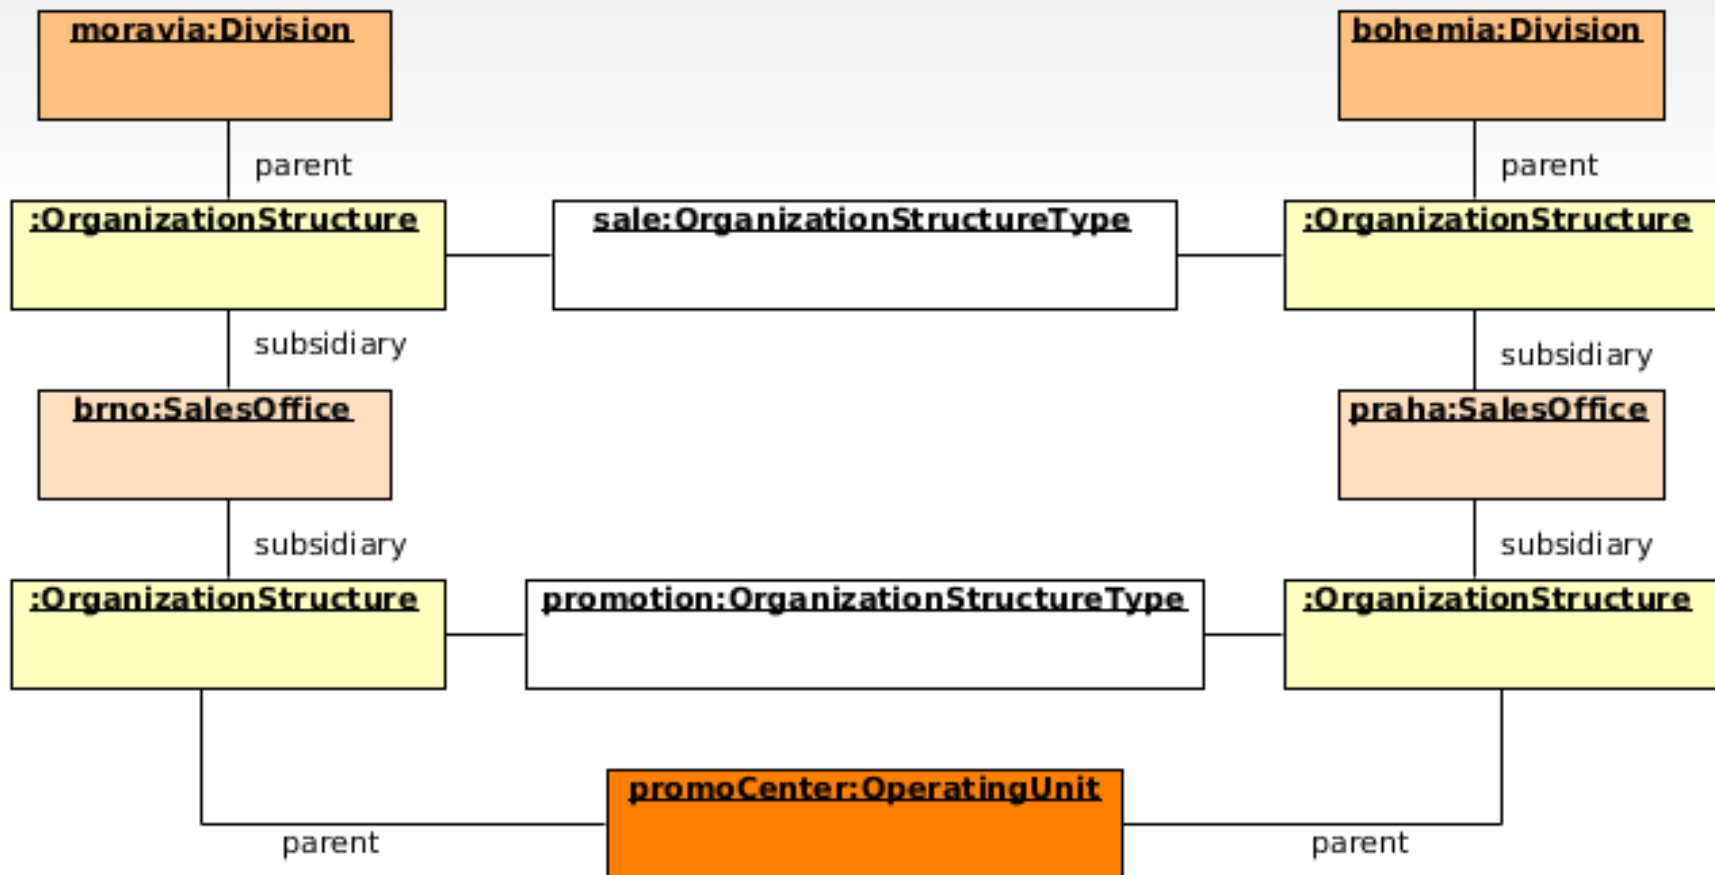 moravia:Division
bohemia:Division
parent
parent
:OrganizationStructure
sale:OrganizationStructureType
:OrganizationStructure
subsidiary
subsidiary
brno:SalesOffice
praha:SalesOffice
subsidiary
subsidiary
:OrganizationStructure
promotion:OrganizationStructureType
:OrganizationStructure
promoCenter:OperatingUnit
parent
parent